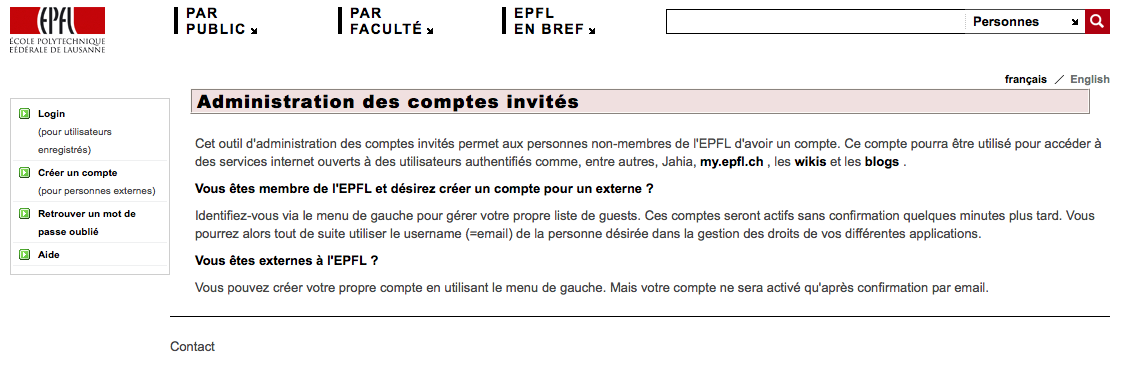 EPFL
ÉCOLE POLYTECHNIQUE
FÉDÉRALE DE LAUSANNE
PAR
PUBLIC
PAR
FACULTÉ
EPFL
EN BREF
Personnes
français / English
Login
(pour utilisateurs
enregistrés)
Créer un compte
(pour personnes externes)
Retrouver un mot de
passe oublié
Aide
Administration des comptes invités
Cet outil d'administration des comptes invités permet aux personnes non-membres de l'EPFL d'avoir un compte. Ce compte pourra être utilisé pour accéder à
des services internet ouverts à des utilisateurs authentifiés comme, entre autres, Jahia, my.epfl.ch , les wikis et les blogs .
Vous êtes membre de l'EPFL et désirez créer un compte pour un externe ?
Identifiez-vous via le menu de gauche pour gérer votre propre liste de guests. Ces comptes seront actifs sans confirmation quelques minutes plus tard. Vous
pourrez alors tout de suite utiliser le username (=email) de la personne désirée dans la gestion des droits de vos différentes applications.
Vous êtes externes à l'EPFL ?
Vous pouvez créer votre propre compte en utilisant le menu de gauche. Mais votre compte ne sera activé qu'après confirmation par email.
Contact